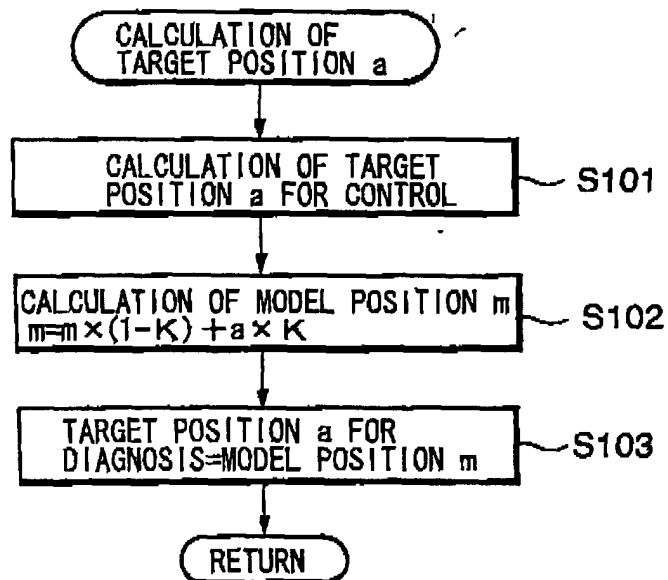 CALCULATION OF
TARGET POSITION a
CALCULATION OF TARGET
POSITION a FOR CONTROL
S101
CALCULATION OF MODEL POSITION m
m=m×(1-K)+a×K
S102
TARGET POSITION a FOR
DIAGNOSIS=MODEL POSITION m
S103
RETURN